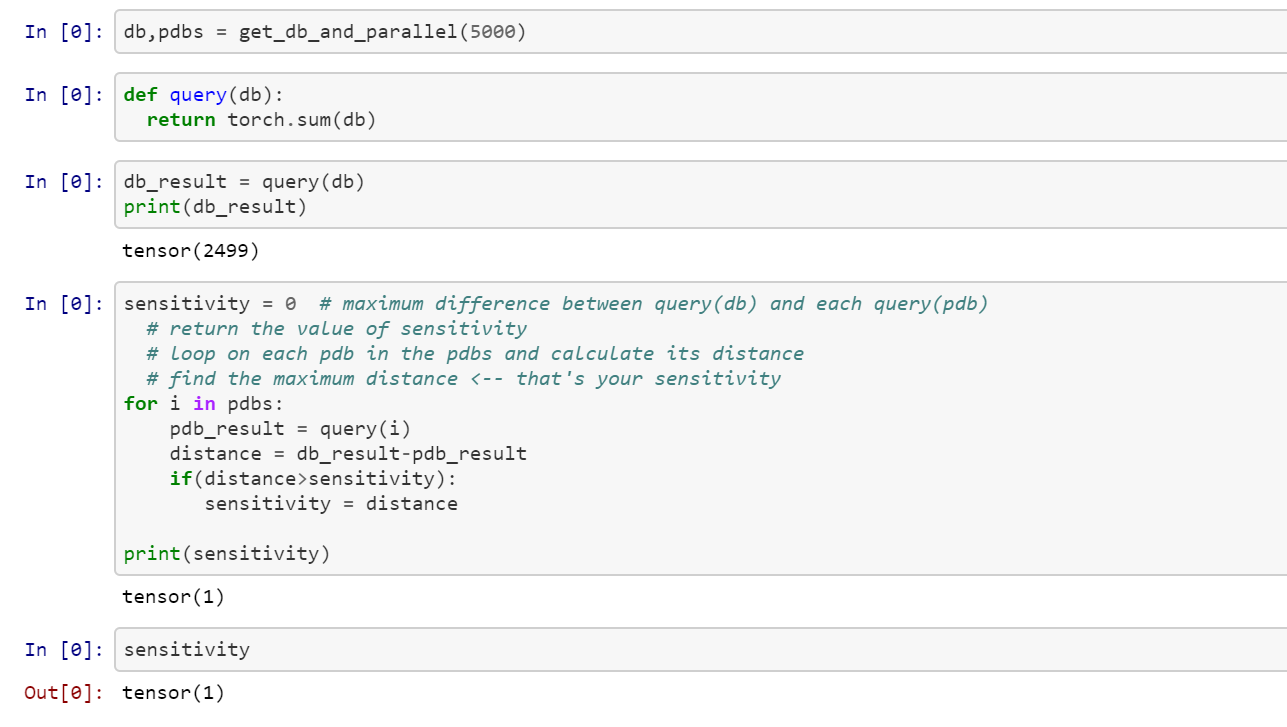 In [0]: db,pdbs = get_db_and_parallel(5000)
In [0]: def query(db):
  return torch.sum(db)
In [0]: db_result = query(db)
print(db_result)
tensor(2499)
In [0]: sensitivity = 0  # maximum difference between query(db) and each query(pdb)
  # return the value of sensitivity
  # loop on each pdb in the pdbs and calculate its distance
  # find the maximum distance <-- that's your sensitivity
for i in pdbs:
    pdb_result = query(i)
    distance = db_result-pdb_result
    if(distance>sensitivity):
       sensitivity = distance
print(sensitivity)
tensor(1)
In [0]: sensitivity
Out[0]: tensor(1)